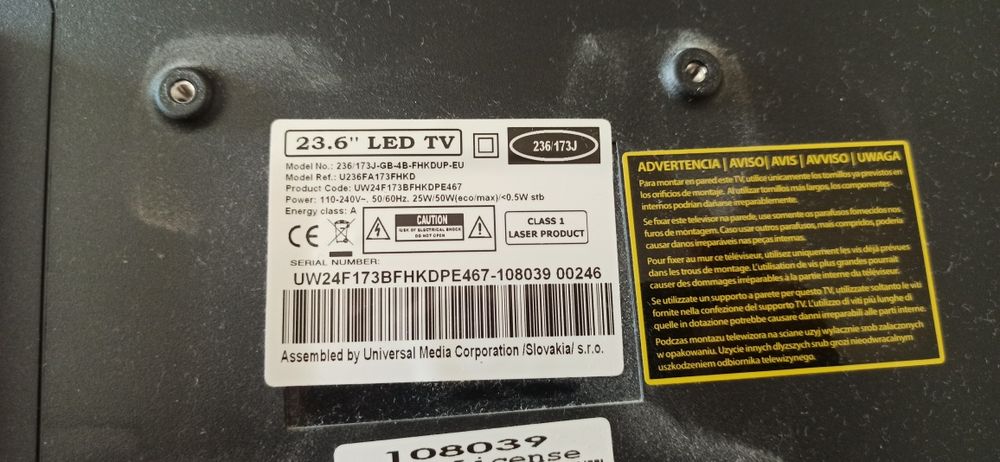 23.6" LED TV
236/173J
Model No.: 236/173J-GB-4B-FHKDUP-EU
Model Ref.: U236FA173FHKD
Product Code: UW24F173BFHKDPE467
Power: 110-240V~, 50/60Hz. 25W/50W(eco/max)/<0.5W stb
Energy class: A
CE
CAUTION
RISK OF ELECTRICAL SHOCK
DO NOT OPEN
CLASS 1
LASER PRODUCT
SERIAL NUMBER:
UW24F173BFHKDPE467-108039 00246
Assembled by Universal Media Corporation /Slovakia/ s.r.o.
ADVERTENCIA | AVISO| AVIS | AVVISO | UWAGA
Para montar en pared este TV, utilice únicamente los tornillos ya previstos en
los orificios de montaje. Al utilizar tornillos más largos, los componentes
internos podrían dañarse irreparablemente.
Se fixar este televisor na parede, use somente os parafusos fornecidos nos
furos de montagem. Caso usar outros parafusos, mais compridos, poderia
causar danos irreparáveis nas peças internas.
Pour fixer au mur ce téléviseur, utilisez uniquement les vis déjà prévues
dans les trous de montage. L'utilisation de vis plus grandes pourrait
causer des dommages irréparables à la partie interne du téléviseur.
Se utilizzate un supporto a parete per questo TV, utilizzate soltanto le viti
fornite nella confezione del supporto TV. L'utilizzo di viti più lunghe di
quelle in dotazione potrebbe causare danni irreparabili alle parti interne.
Podczas montażu telewizora na sciane uzyj wylacznie srob zalaczonych
w opakowaniu. Uzycie innych dlyzszych srub grozi nieodwracalnym
uszkodzeniem odbiornika telewizyjnego.
108039
License